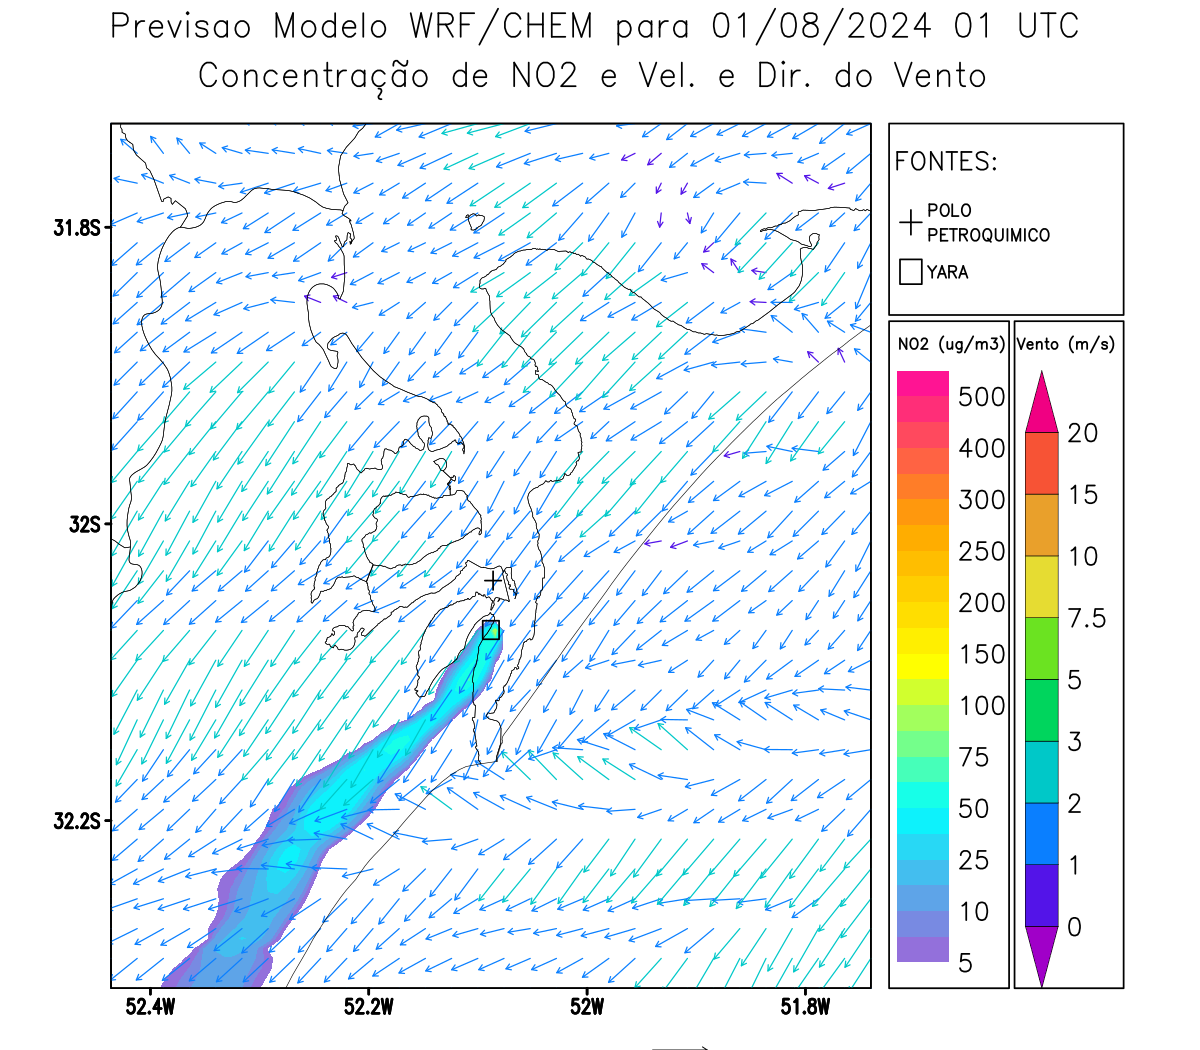 Previsao Modelo WRF/CHEM para 01/08/2024 01 UTC
Concentração de NO2 e Vel. e Dir. do Vento
FONTES:
POLO
PETROQUIMICO
YARA
NO2 (ug/m3)
500
400
300
250
200
150
100
75
50
25
10
5
Vento (m/s)
20
15
10
7.5
5
3
2
1
0
31.8S
32S
32.2S
52.4W
52.2W
52W
51.8W